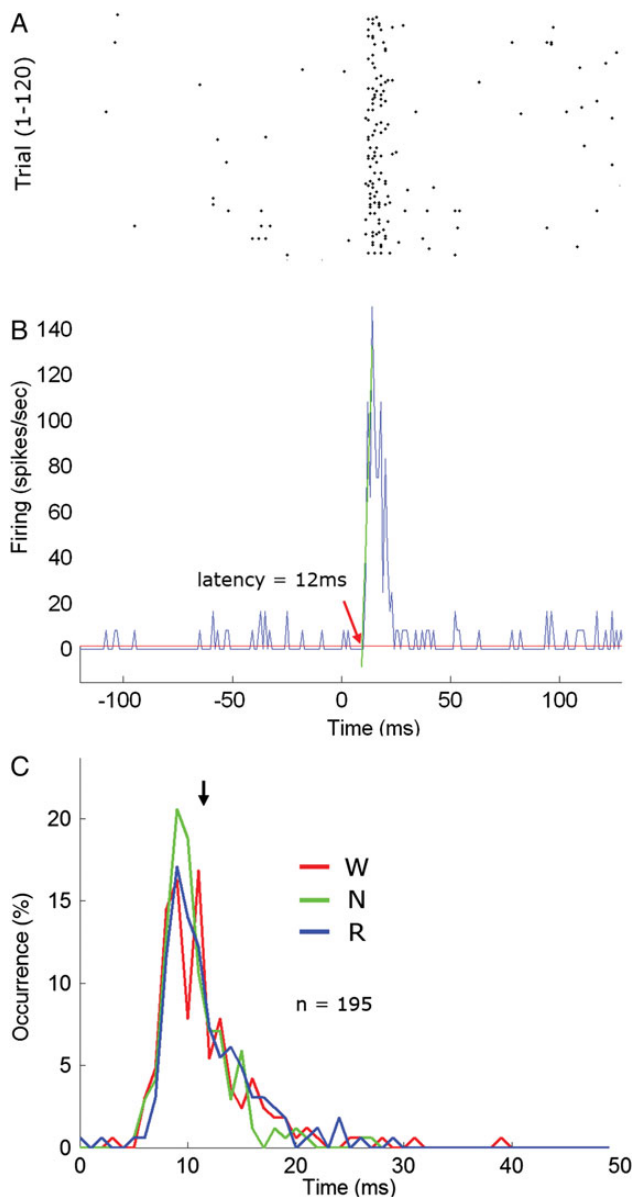 A
Trial (1-120)
B
140
120
100
80
60
40
20
0
Firing (spikes/sec)
latency = 12ms
-100 -50 0 50 100
Time (ms)
C
20
15
10
5
0
Occurrence (%)
W
N
R
n = 195
0 10 20 30 40 50
Time (ms)